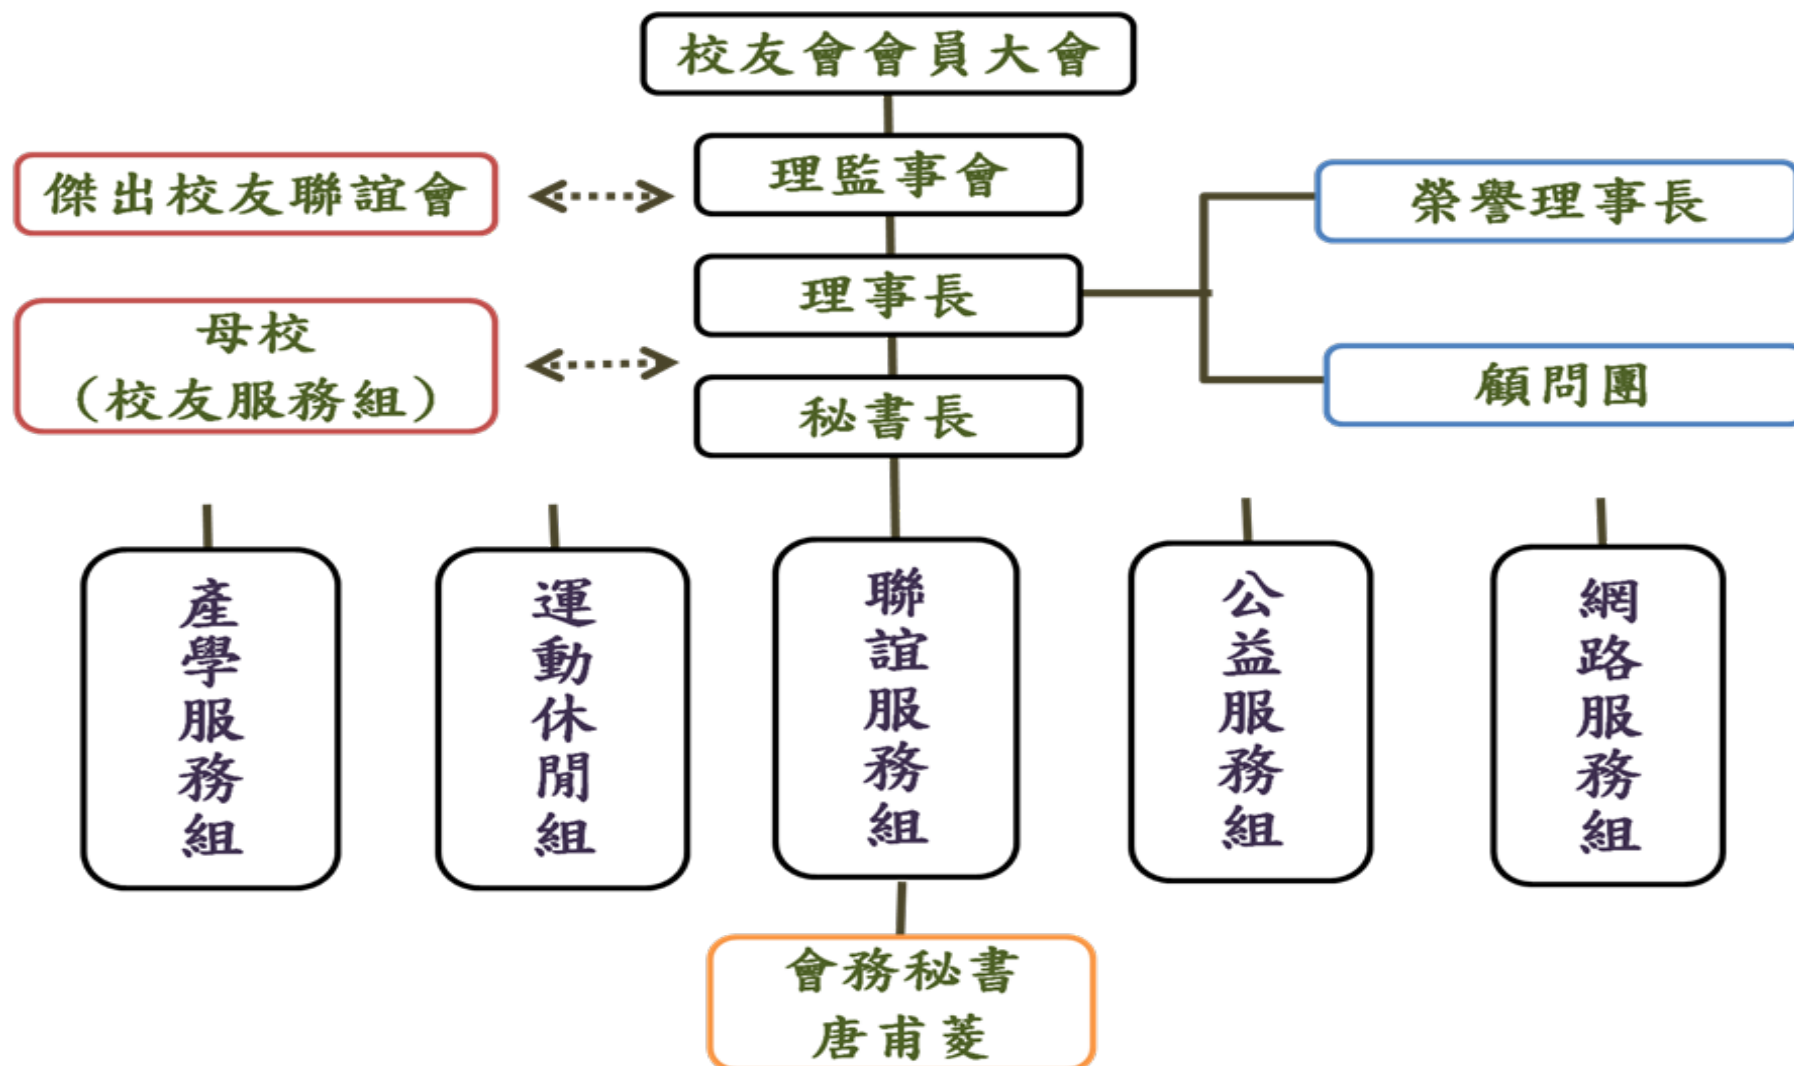 校友會會員大會
理監事會
傑出校友聯誼會
榮譽理事長
理事長
母校
（校友服務組）
顧問團
秘書長
產學服務組
運動休閒組
聯誼服務組
公益服務組
網路服務組
會務秘書
唐甫菱